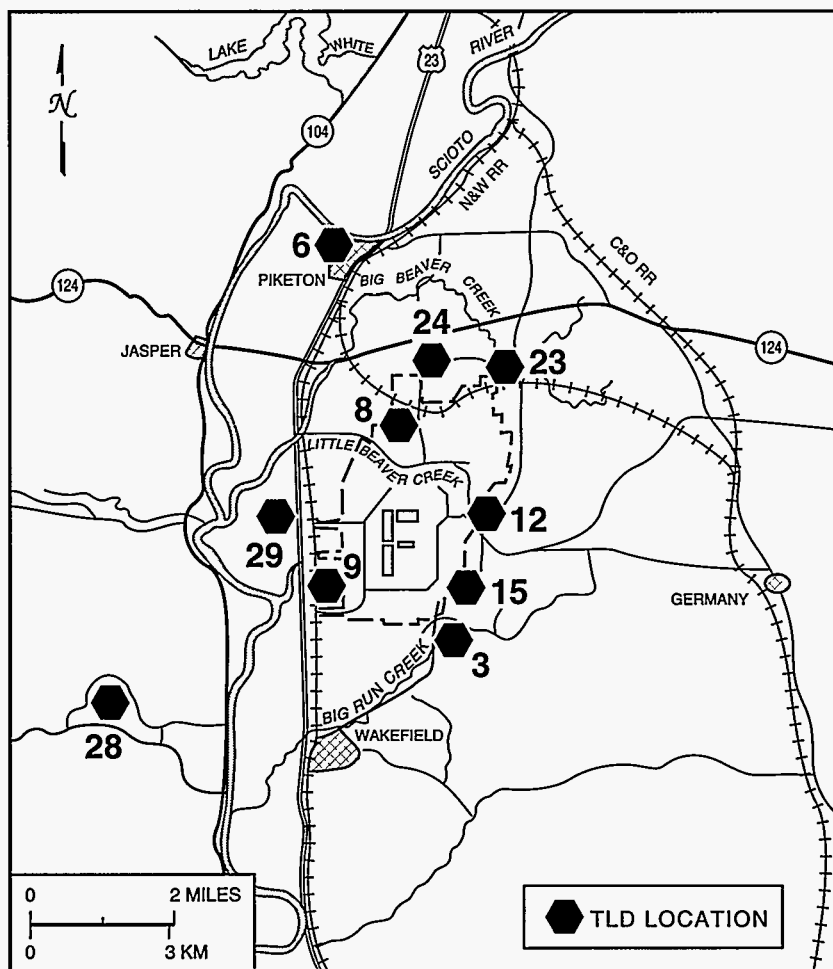 LAKE
WHITE
23
RIVER
N
104
SCIOTO
N&W RR
C&O RR
6
PIKETON
BIG BEAVER CREEK
124
24
JASPER
23
124
8
LITTLE BEAVER CREEK
29
12
9
15
GERMANY
3
BIG RUN CREEK
28
WAKEFIELD
0 2 MILES
0 3 KM
TLD LOCATION